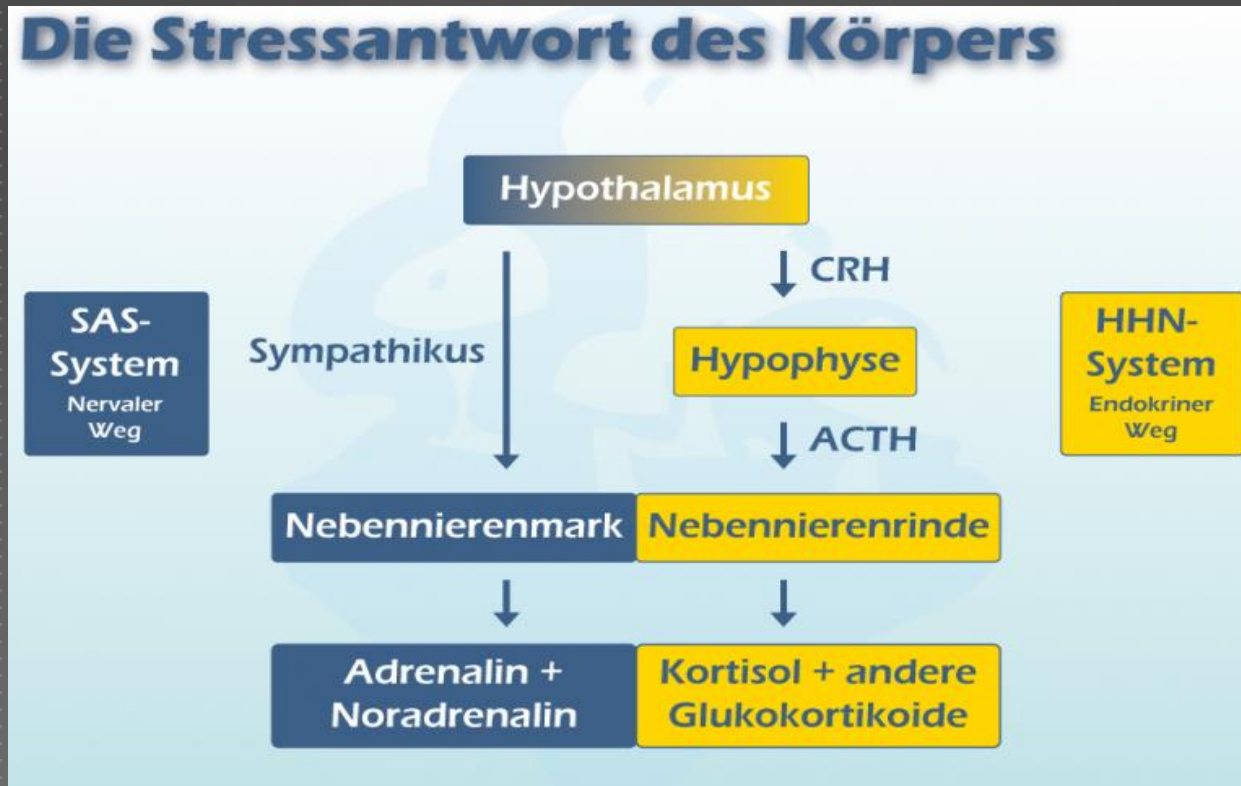 Die Stressantwort des Körpers
Hypothalamus
CRH
SAS-
System
Nervaler
Weg
Sympathikus
Hypophyse
HHN-
System
Endokriner
Weg
ACTH
Nebennierenmark
Nebennierenrinde
Adrenalin +
Noradrenalin
Kortisol + andere
Glukokortikoide